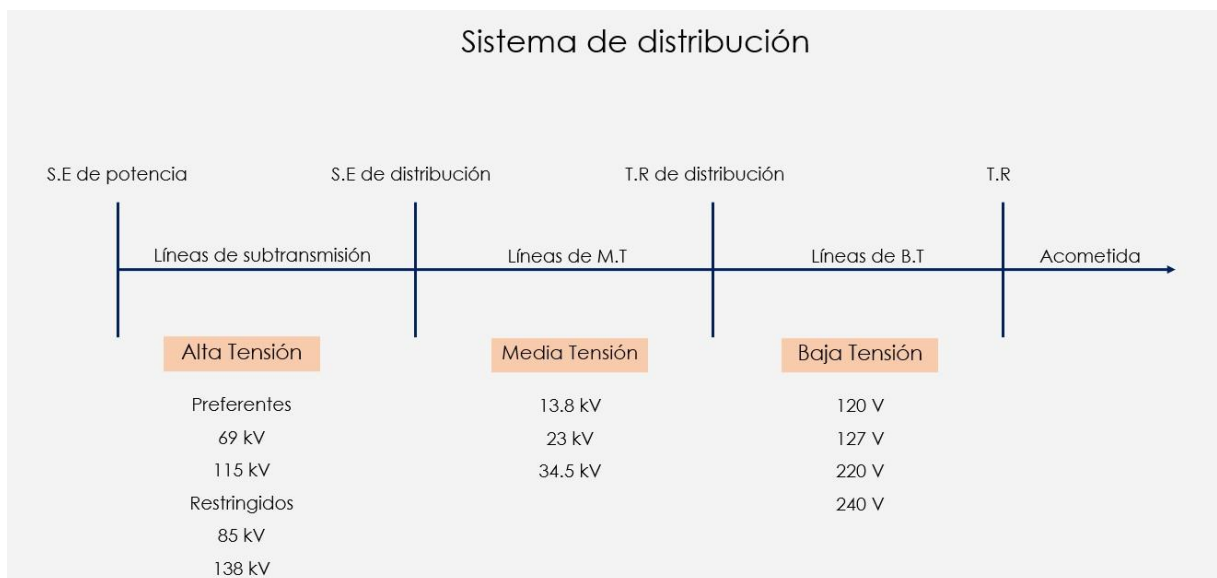 Sistema de distribución
S.E de potencia
S.E de distribución
T.R de distribución
T.R
Líneas de subtransmisión
Líneas de M.T
Líneas de B.T
Acometida
Alta Tensión
Media Tensión
Baja Tensión
Preferentes
69 kV
115 kV
Restringidos
85 kV
138 kV
13.8 kV
23 kV
34.5 kV
120 V
127 V
220 V
240 V